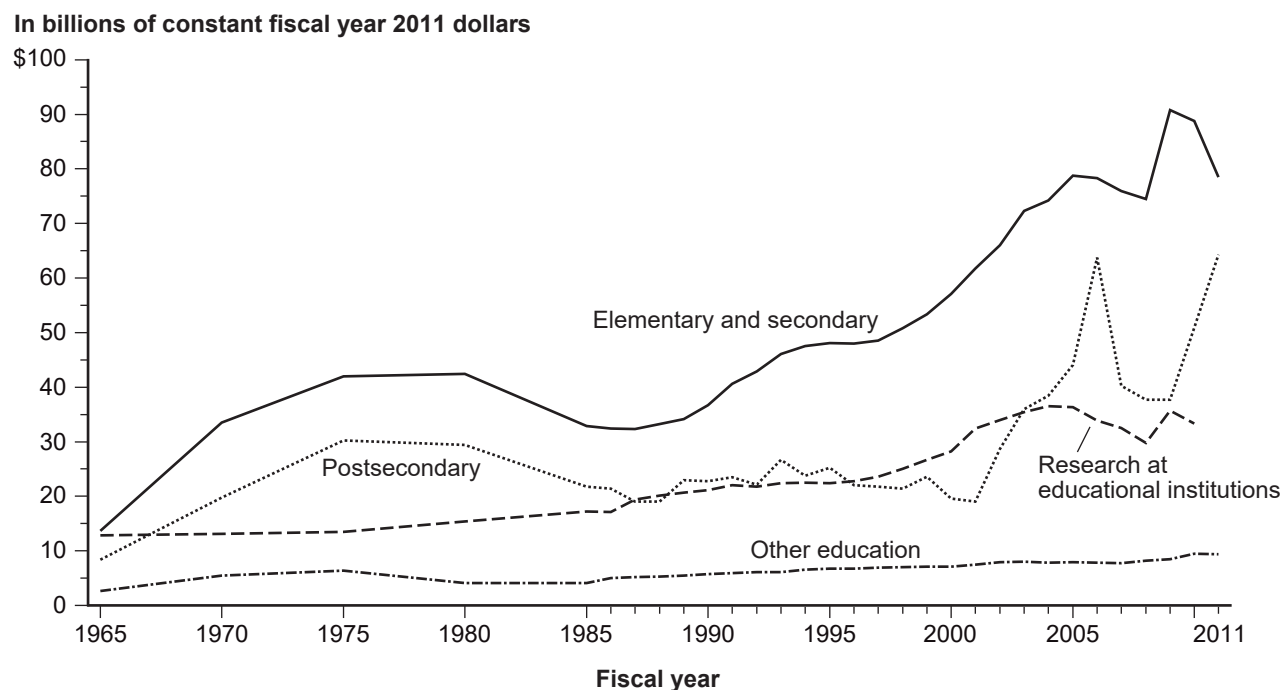 In billions of constant fiscal year 2011 dollars
$100
90
80
70
60
50
40
30
20
10
0
Elementary and secondary
Postsecondary
Research at
educational institutions
Other education
1965 1970 1975 1980 1985 1990 1995 2000 2005 2011
Fiscal year